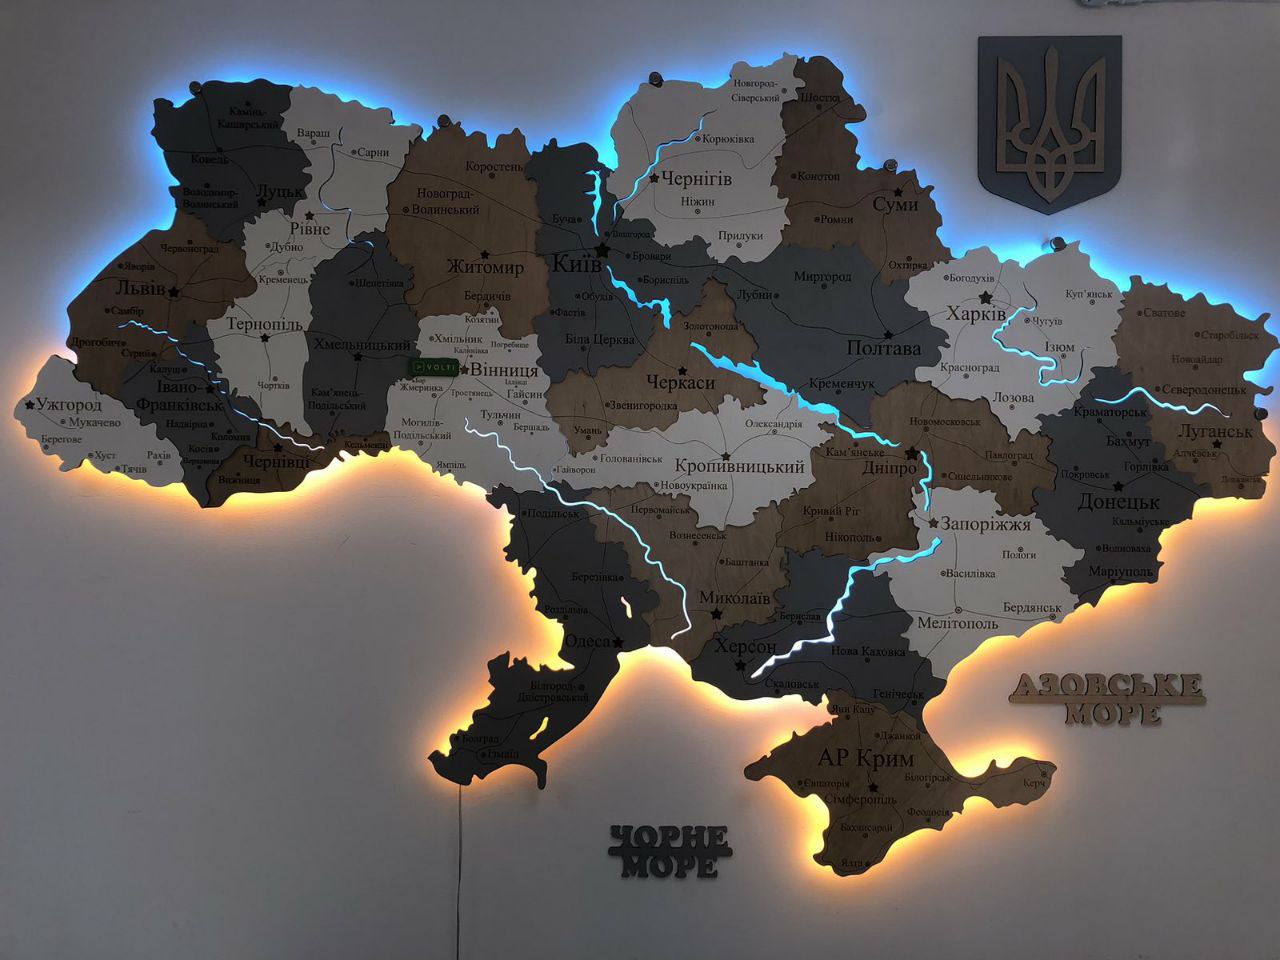 Камінь-
Каширський
Ковель
Володимир-
Волинський
Луцьк
Вараш
Сарни
Рівне
Дубно
Кременець
Коростень
Новоград-
Волинський
Житомир
Бердичів
Буча
Вишгород
Київ
Бровари
Бориспіль
Обухів
Фастів
Біла Церква
Новгород-
Сіверський
Корюківка
Чернігів
Ніжин
Прилуки
Шостка
Конотоп
Суми
Ромни
Охтирка
Червоноград
Яворів
Львів
Самбір
Дрогобич
Стрий
Тернопіль
Чортків
Шепетівка
Хмельницький
Кам'янець-
Подільський
Козятин
Хмільник
Калинівка
Погребище
VOLTI
Вінниця
Бар
Жмеринка
Гростянець
Іллінці
Гайсин
Тульчин
Бершадь
Могилів-
Подільський
Ямпіль
Миргород
Лубни
Полтава
Кременчук
Золотоноша
Черкаси
Звенигородка
Умань
Богодухів
Харків
Куп'янськ
Чугуїв
Ізюм
Красноград
Лозова
Сватове
Старобільськ
Новоайдар
Сєверодонецьк
Луганськ
Алчевськ
Довжанськ
Ужгород
Мукачево
Берегове
Хуст
Рахів
Тячів
Калуш
Івано-
Франківськ
Надвірна
Коломия
Косів
Верховина
Чернівці
Кельменці
Вижниця
Олександрія
Кропивницький
Голованівськ
Гайворон
Новоукраїнка
Новомосковськ
Кам'янське
Дніпро
Павлоград
Синельникове
Кривий Ріг
Нікополь
Краматорськ
Бахмут
Покровськ
Горлівка
Донецьк
Кальміуське
Волноваха
Маріуполь
Запоріжжя
Пологи
Василівка
Бердянськ
Мелітополь
Подільськ
Березівка
Роздільна
Одеса
Білгород-
Дністровський
Болград
Ізмаїл
Первомайськ
Вознесенськ
Баштанка
Миколаїв
Берислав
Херсон
Нова Каховка
Скадовськ
Генічеськ
Яни Капу
Джанкой
АР Крим
Білогірськ
Керч
Євпаторія
Сімферополь
Феодосія
Бахчисарай
Ялта
АЗОВСЬКЕ
МОРЕ
ЧОРНЕ
МОРЕ